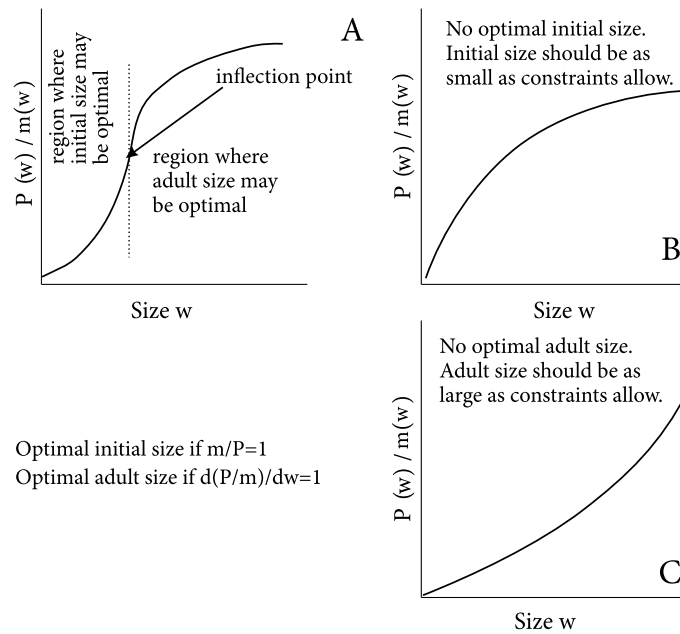 A
region where
initial size may
be optimal
inflection point
region where
adult size may
be optimal
P (w) / m(w)
Size w
No optimal initial size.
Initial size should be as
small as constraints allow.
P (w) / m(w)
B
Size w
No optimal adult size.
Adult size should be as
large as constraints allow.
P (w) / m(w)
C
Size w
Optimal initial size if m/P=1
Optimal adult size if d(P/m)/dw=1